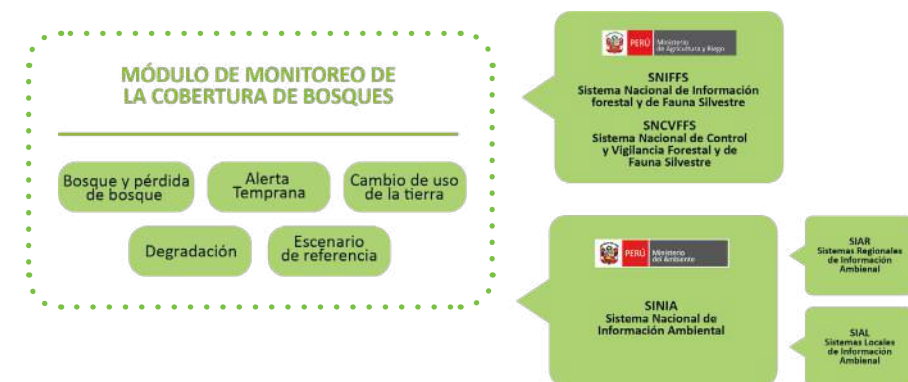 MÓDULO DE MONITOREO DE
LA COBERTURA DE BOSQUES
Bosque y pérdida
de bosque
Alerta
Temprana
Cambio de uso
de la tierra
Degradación
Escenario
de referencia
PERÚ
Ministerio
de Agricultura y Riego
SNIFFS
Sistema Nacional de Información
forestal y de Fauna Silvestre
SNCVFFS
Sistema Nacional de Control
y Vigilancia Forestal y de
Fauna Silvestre
PERÚ
Ministerio
del Ambiente
SINIA
Sistema Nacional de
Información Ambiental
SIAR
Sistemas Regionales
de Información
Ambienal
SIAL
Sistemas Locales
de Información
Ambienal